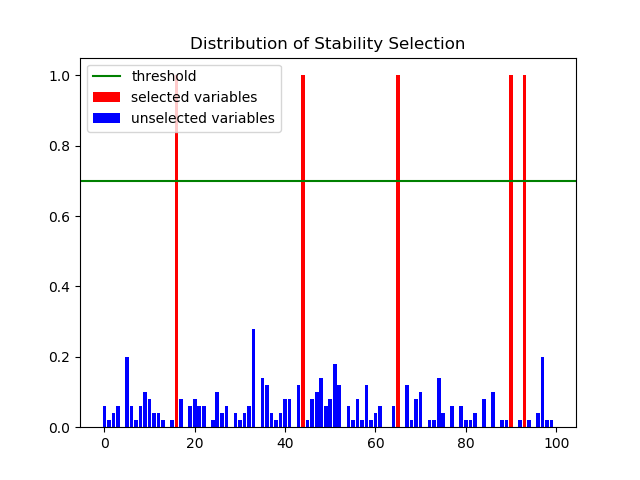 Distribution of Stability Selection
threshold
selected variables
unselected variables
1.0
0.8
0.6
0.4
0.2
0.0
0 20 40 60 80 100